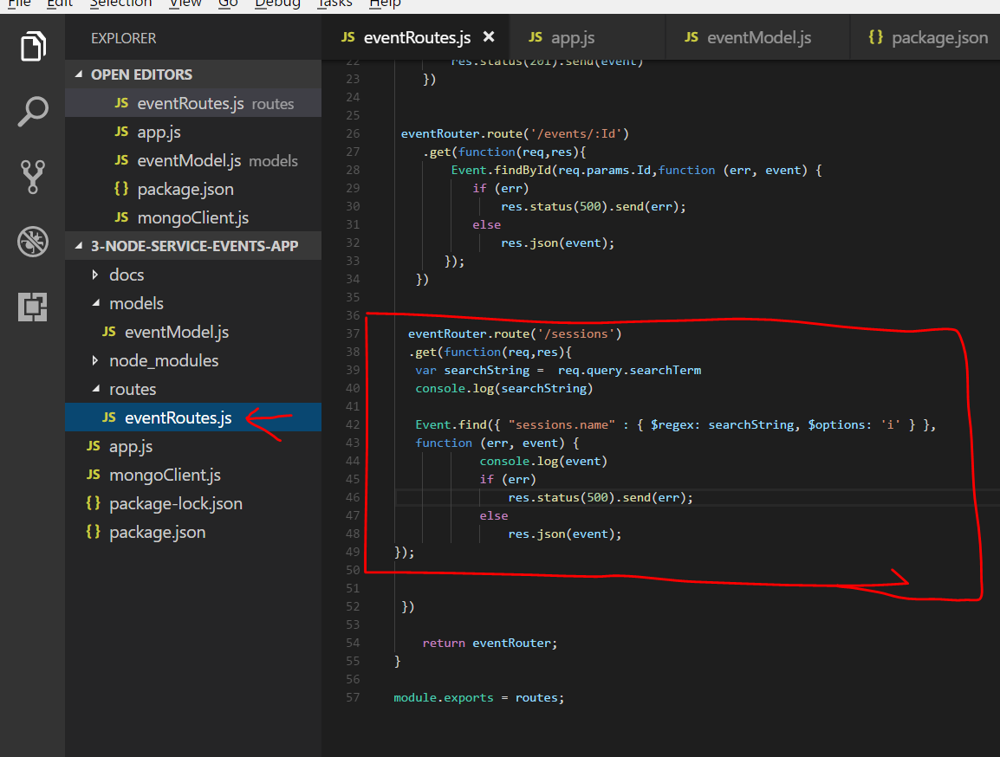 File Edit Selection View Go Debug Tasks Help
EXPLORER
OPEN EDITORS
JS eventRoutes.js routes
JS app.js
JS eventModel.js models
{} package.json
JS mongoClient.js
3-NODE-SERVICE-EVENTS-APP
docs
models
JS eventModel.js
node_modules
routes
JS eventRoutes.js
JS app.js
JS mongoClient.js
{} package-lock.json
{} package.json
JS eventRoutes.js × JS app.js JS eventModel.js {} package.json
22 res.status(201).send(event)
23 })
24
25
26 eventRouter.route('/events/:Id')
27 .get(function(req,res){
28 Event.findById(req.params.Id,function (err, event) {
29 if (err)
30 res.status(500).send(err);
31 else
32 res.json(event);
33 });
34 })
35
36
37 eventRouter.route('/sessions')
38 .get(function(req,res){
39 var searchString = req.query.searchTerm
40 console.log(searchString)
41
42 Event.find({ "sessions.name" : { $regex: searchString, $options: 'i' } },
43 function (err, event) {
44 console.log(event)
45 if (err)
46 res.status(500).send(err);
47 else
48 res.json(event);
49 });
50
51
52 })
53
54 return eventRouter;
55 }
56
57 module.exports = routes;